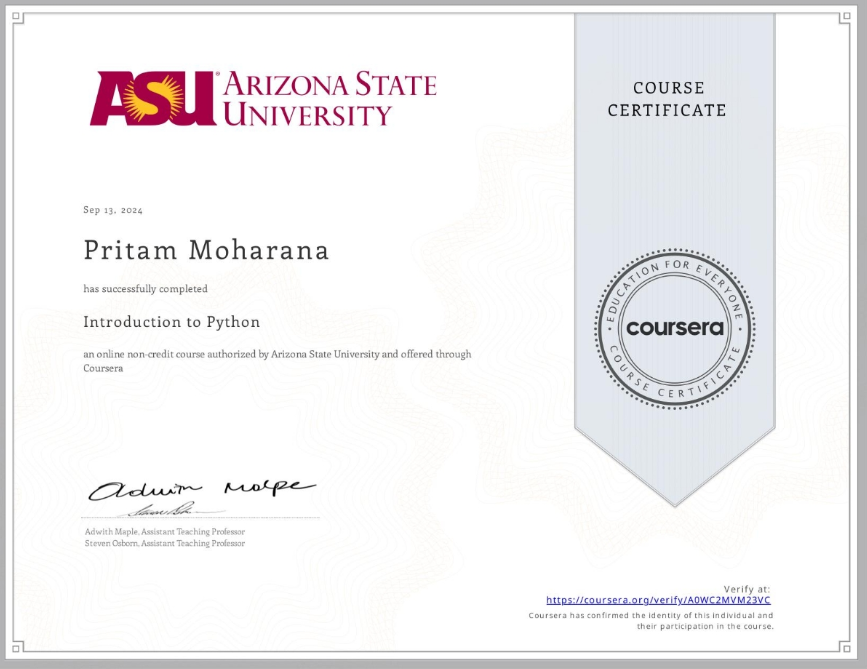 ASU ARIZONA STATE
UNIVERSITY
COURSE
CERTIFICATE
Sep 13, 2024
Pritam Moharana
has successfully completed
Introduction to Python
an online non-credit course authorized by Arizona State University and offered through
Coursera
EDUCATION FOR EVERYONE
coursera
COURSE CERTIFICATE
Adwith Maple, Assistant Teaching Professor
Steven Osborn, Assistant Teaching Professor
Verify at:
https://coursera.org/verify/A0WC2MVM23VC
Coursera has confirmed the identity of this individual and
their participation in the course.